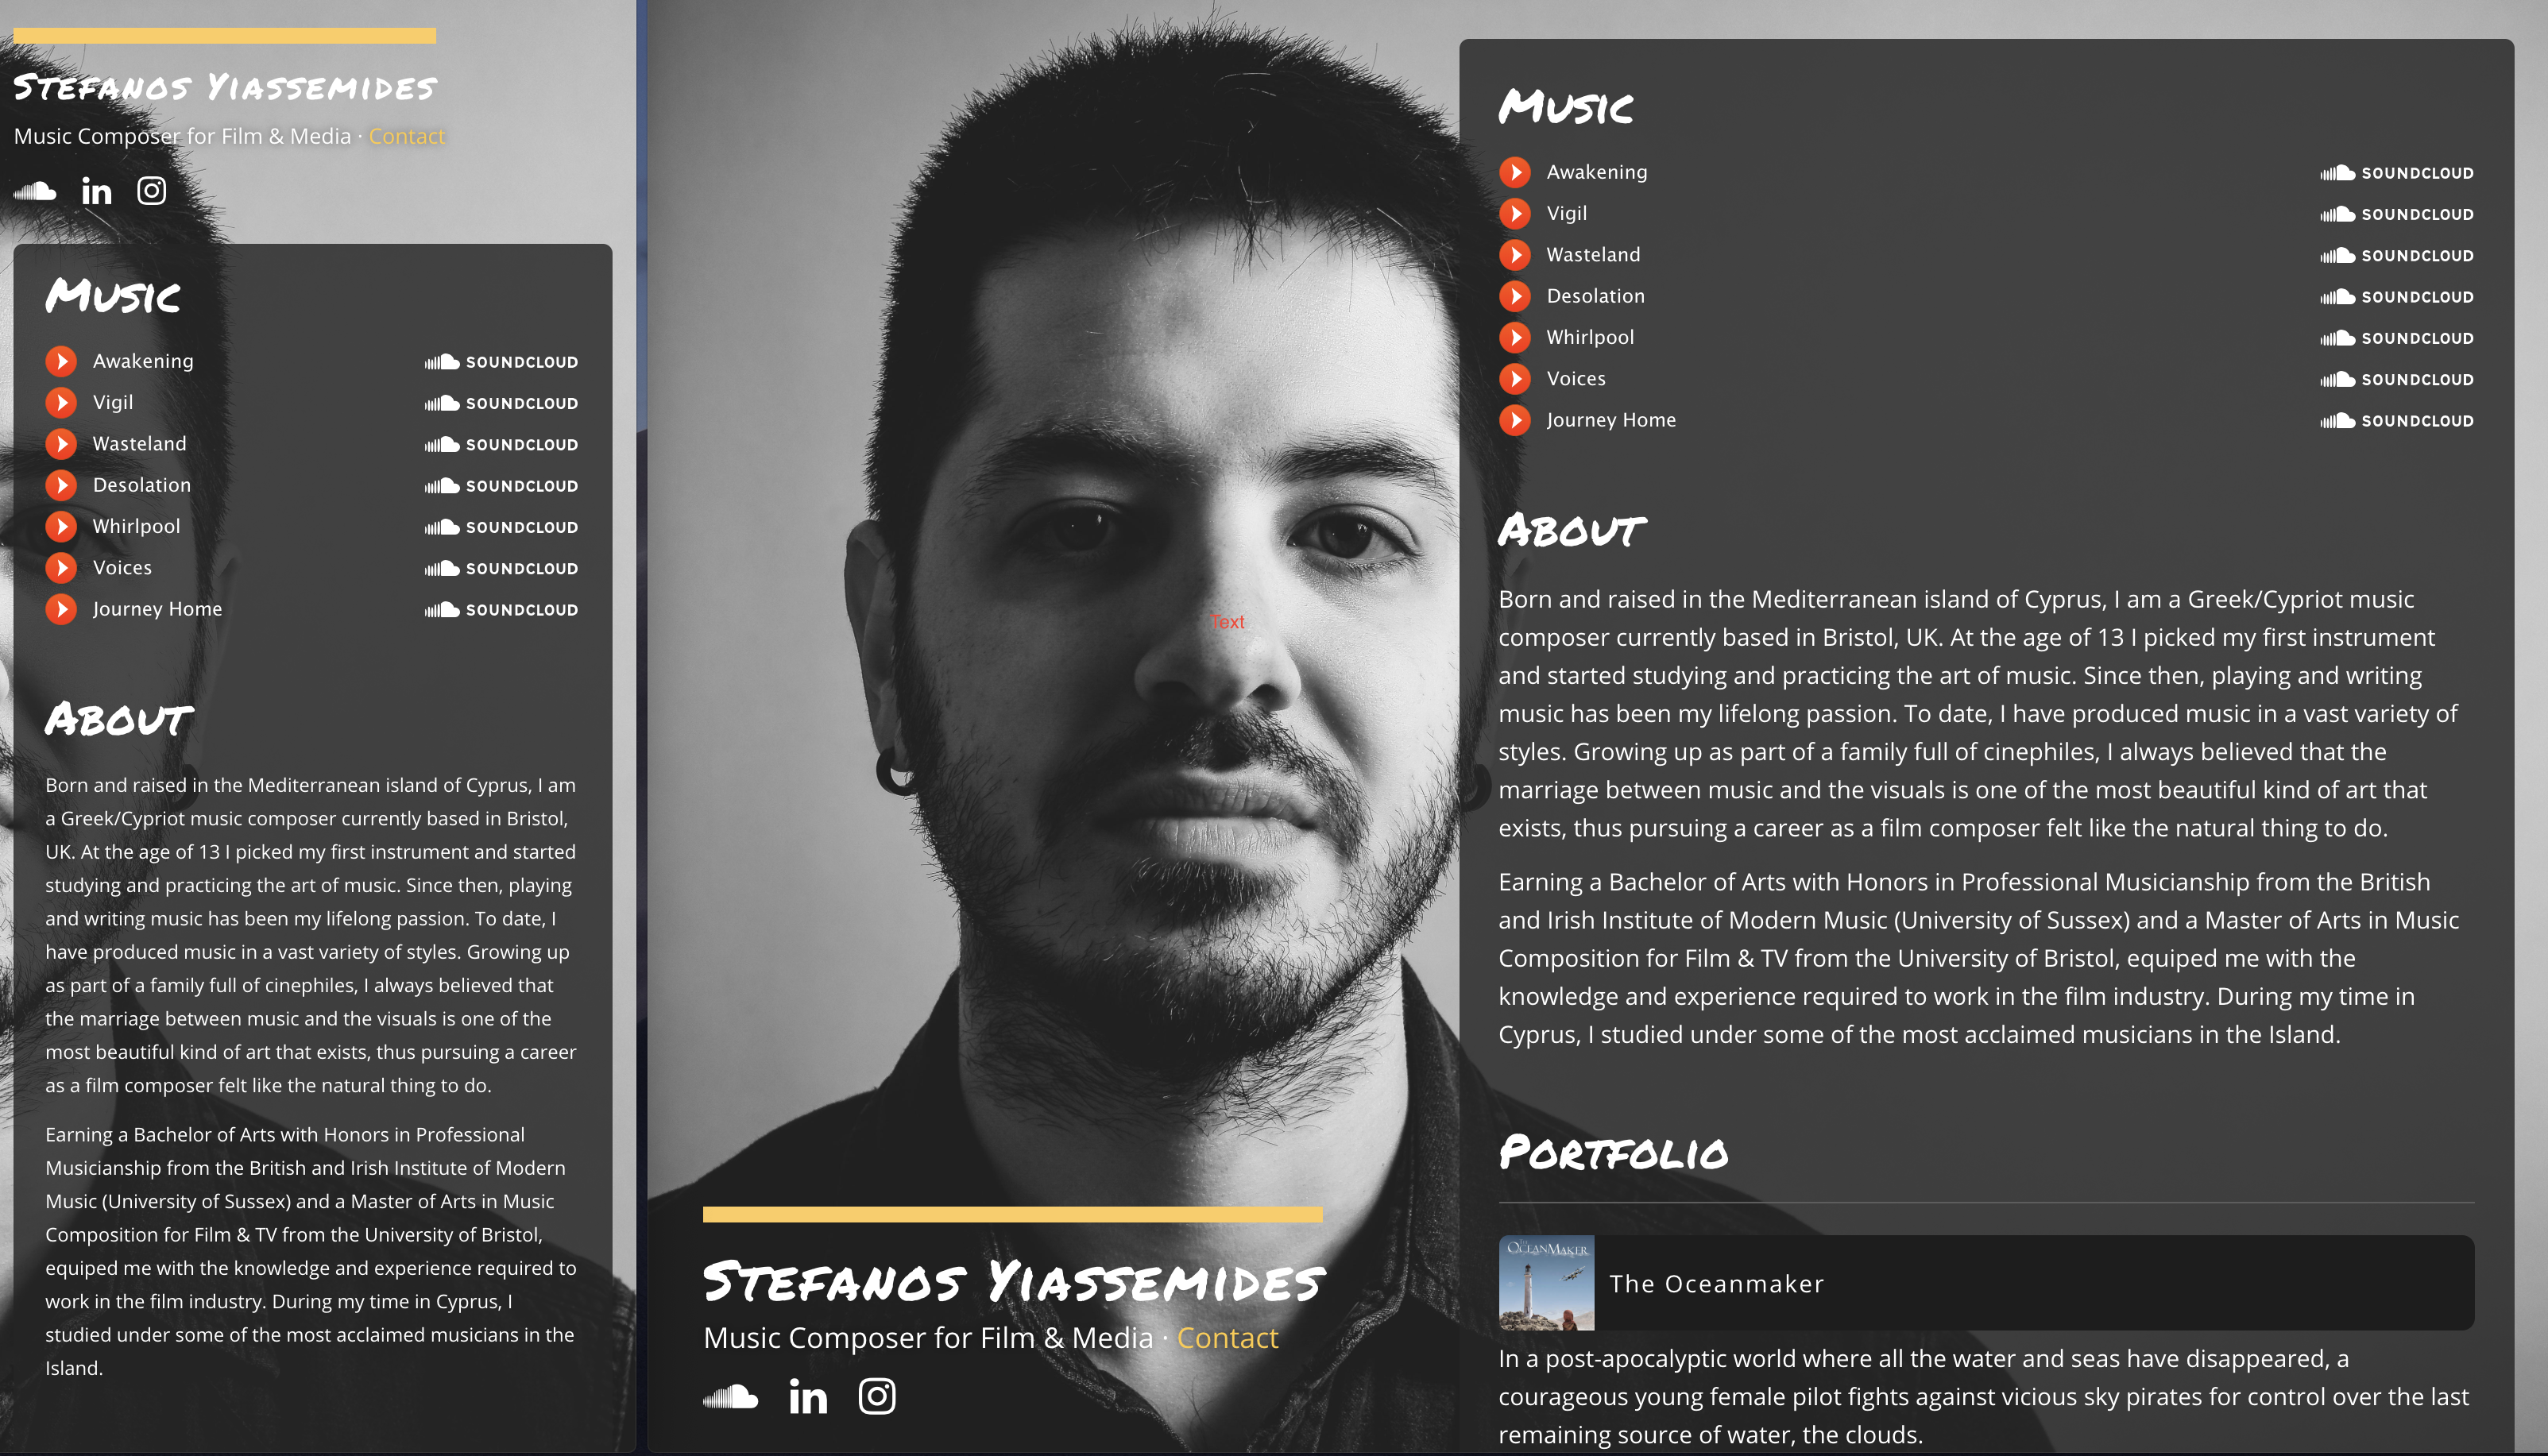 Stefanos Yiassemides
Music Composer for Film & Media · Contact
in
Music
Awakening SOUNDCLOUD
Vigil SOUNDCLOUD
Wasteland SOUNDCLOUD
Desolation SOUNDCLOUD
Whirlpool SOUNDCLOUD
Voices SOUNDCLOUD
Journey Home SOUNDCLOUD
About
Born and raised in the Mediterranean island of Cyprus, I am
a Greek/Cypriot music composer currently based in Bristol,
UK. At the age of 13 I picked my first instrument and started
studying and practicing the art of music. Since then, playing
and writing music has been my lifelong passion. To date, I
have produced music in a vast variety of styles. Growing up
as part of a family full of cinephiles, I always believed that
the marriage between music and the visuals is one of the
most beautiful kind of art that exists, thus pursuing a career
as a film composer felt like the natural thing to do.
Earning a Bachelor of Arts with Honors in Professional
Musicianship from the British and Irish Institute of Modern
Music (University of Sussex) and a Master of Arts in Music
Composition for Film & TV from the University of Bristol,
equiped me with the knowledge and experience required to
work in the film industry. During my time in Cyprus, I
studied under some of the most acclaimed musicians in the
Island.
Text
Stefanos Yiassemides
Music Composer for Film & Media · Contact
in
Music
Awakening SOUNDCLOUD
Vigil SOUNDCLOUD
Wasteland SOUNDCLOUD
Desolation SOUNDCLOUD
Whirlpool SOUNDCLOUD
Voices SOUNDCLOUD
Journey Home SOUNDCLOUD
About
Born and raised in the Mediterranean island of Cyprus, I am a Greek/Cypriot music
composer currently based in Bristol, UK. At the age of 13 I picked my first instrument
and started studying and practicing the art of music. Since then, playing and writing
music has been my lifelong passion. To date, I have produced music in a vast variety of
styles. Growing up as part of a family full of cinephiles, I always believed that the
marriage between music and the visuals is one of the most beautiful kind of art that
exists, thus pursuing a career as a film composer felt like the natural thing to do.
Earning a Bachelor of Arts with Honors in Professional Musicianship from the British
and Irish Institute of Modern Music (University of Sussex) and a Master of Arts in Music
Composition for Film & TV from the University of Bristol, equiped me with the
knowledge and experience required to work in the film industry. During my time in
Cyprus, I studied under some of the most acclaimed musicians in the Island.
Portfolio
OceanMaker
The Oceanmaker
In a post-apocalyptic world where all the water and seas have disappeared, a
courageous young female pilot fights against vicious sky pirates for control over the last
remaining source of water, the clouds.